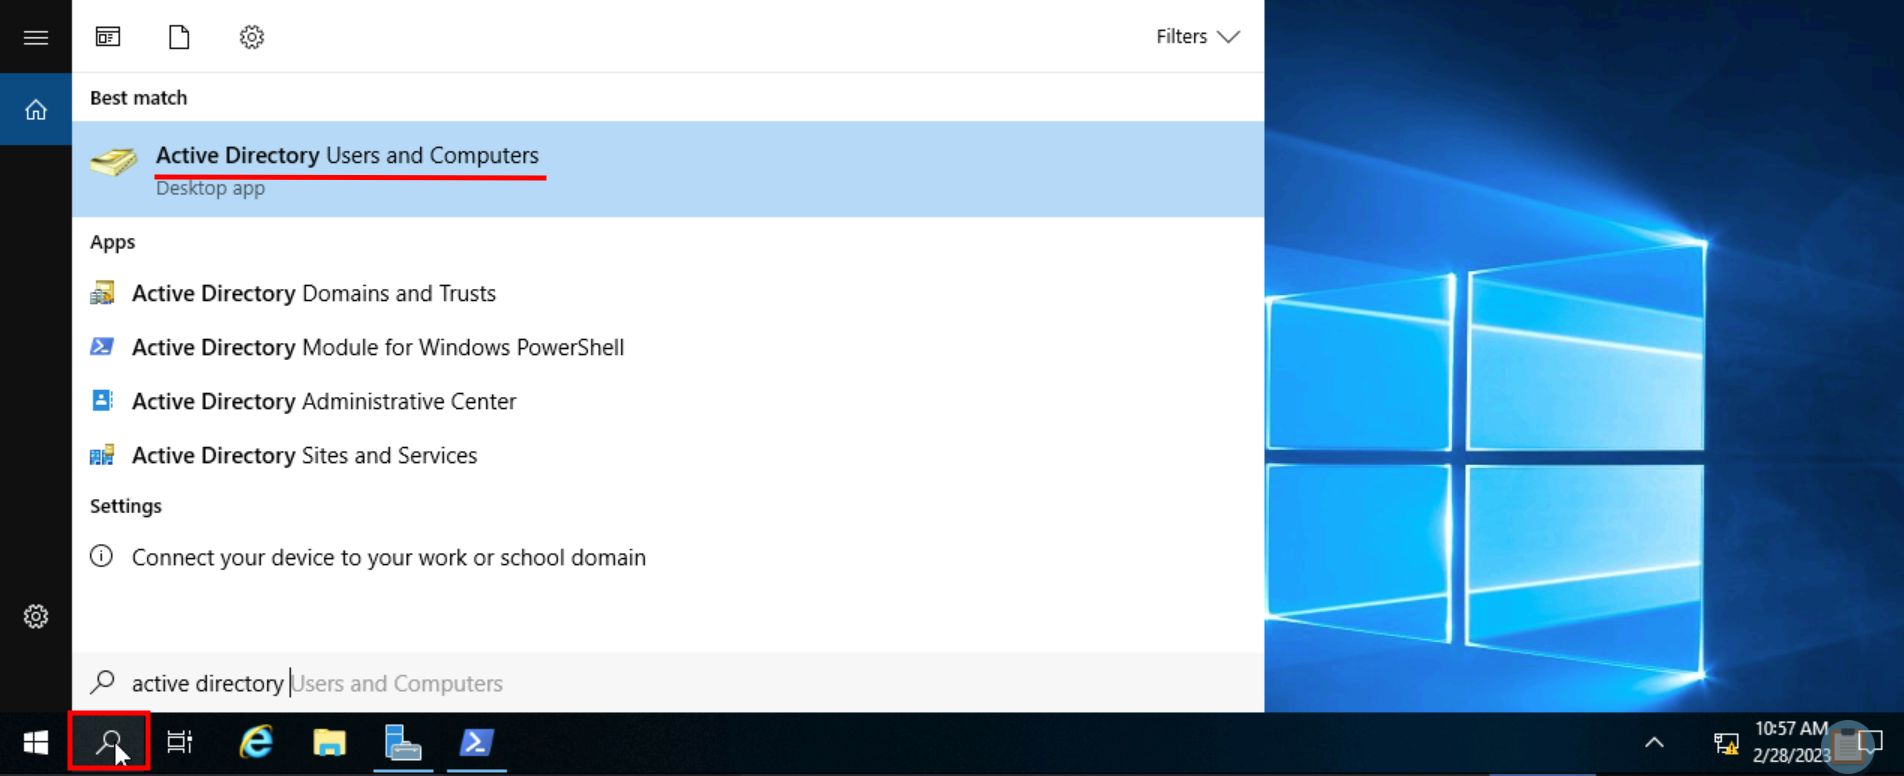 Filters
Best match
Active Directory Users and Computers
Desktop app
Apps
Active Directory Domains and Trusts
Active Directory Module for Windows PowerShell
Active Directory Administrative Center
Active Directory Sites and Services
Settings
Connect your device to your work or school domain
active directory Users and Computers
10:57 AM
2/28/2023